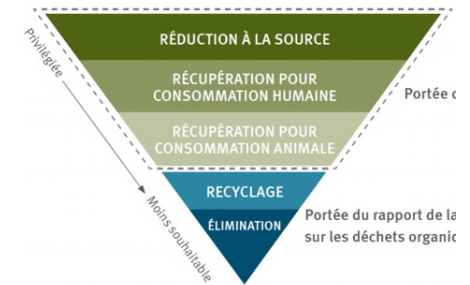 Privilégiée
RÉDUCTION À LA SOURCE
RÉCUPÉRATION POUR
CONSOMMATION HUMAINE
Portée
RÉCUPÉRATION POUR
CONSOMMATION ANIMALE
RECYCLAGE
ÉLIMINATION
Moins souhaitable
Portée du rapport de la
sur les déchets